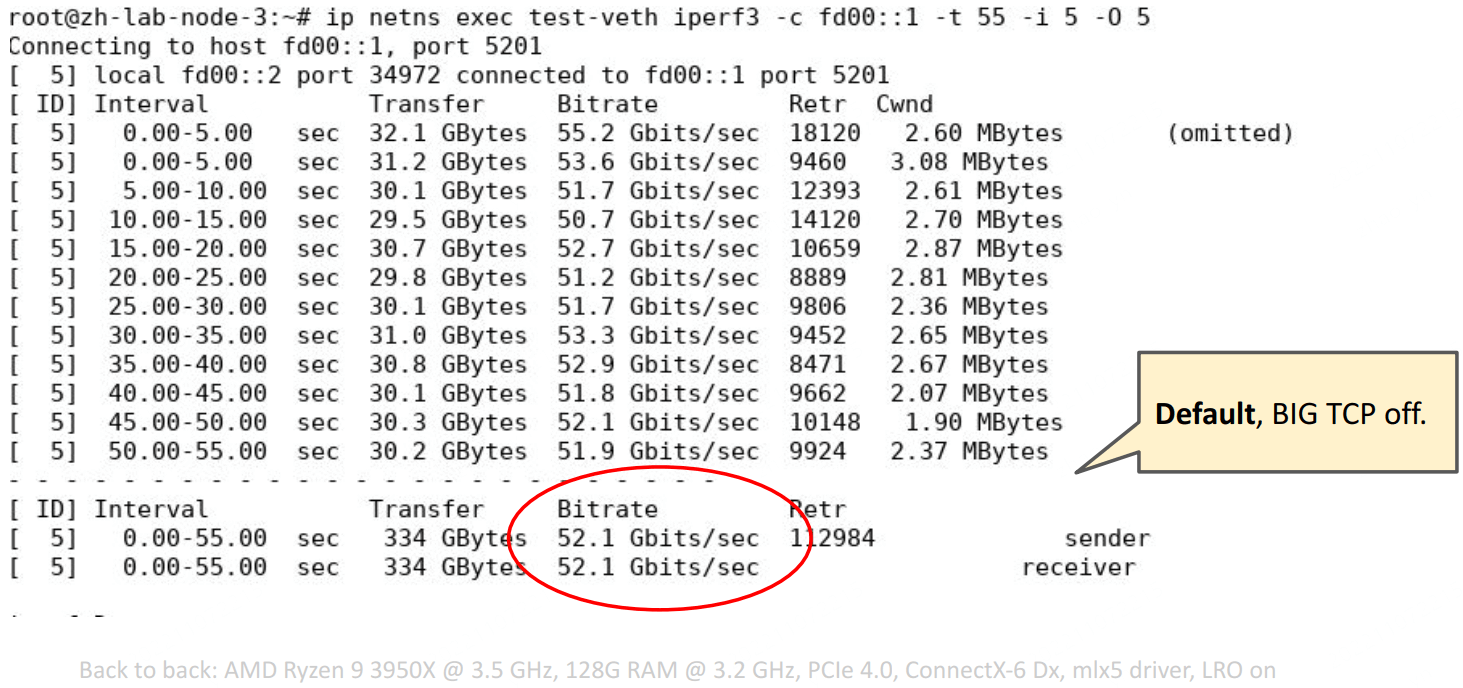 root@zh-lab-node-3:~# ip netns exec test-veth iperf3 -c fd00::1 -t 55 -i 5 -O 5
Connecting to host fd00::1, port 5201
[  5] local fd00::2 port 34972 connected to fd00::1 port 5201
[ ID] Interval           Transfer     Bitrate         Retr  Cwnd
[  5]   0.00-5.00   sec  32.1 GBytes  55.2 Gbits/sec  18120   2.60 MBytes       (omitted)
[  5]   0.00-5.00   sec  31.2 GBytes  53.6 Gbits/sec  9460   3.08 MBytes
[  5]   5.00-10.00  sec  30.1 GBytes  51.7 Gbits/sec  12393   2.61 MBytes
[  5]  10.00-15.00  sec  29.5 GBytes  50.7 Gbits/sec  14120   2.70 MBytes
[  5]  15.00-20.00  sec  30.7 GBytes  52.7 Gbits/sec  10659   2.87 MBytes
[  5]  20.00-25.00  sec  29.8 GBytes  51.2 Gbits/sec  8889   2.81 MBytes
[  5]  25.00-30.00  sec  30.1 GBytes  51.7 Gbits/sec  9806   2.36 MBytes
[  5]  30.00-35.00  sec  31.0 GBytes  53.3 Gbits/sec  9452   2.65 MBytes
[  5]  35.00-40.00  sec  30.8 GBytes  52.9 Gbits/sec  8471   2.67 MBytes
[  5]  40.00-45.00  sec  30.1 GBytes  51.8 Gbits/sec  9662   2.07 MBytes
[  5]  45.00-50.00  sec  30.3 GBytes  52.1 Gbits/sec  10148   1.90 MBytes
[  5]  50.00-55.00  sec  30.2 GBytes  51.9 Gbits/sec  9924   2.37 MBytes
Default, BIG TCP off.
- - - - - - - - - - - - - - - - - - - - - - - - -
[ ID] Interval           Transfer     Bitrate         Retr
[  5]   0.00-55.00  sec   334 GBytes  52.1 Gbits/sec  112984             sender
[  5]   0.00-55.00  sec   334 GBytes  52.1 Gbits/sec                  receiver
Back to back: AMD Ryzen 9 3950X @ 3.5 GHz, 128G RAM @ 3.2 GHz, PCIe 4.0, ConnectX-6 Dx, mlx5 driver, LRO on